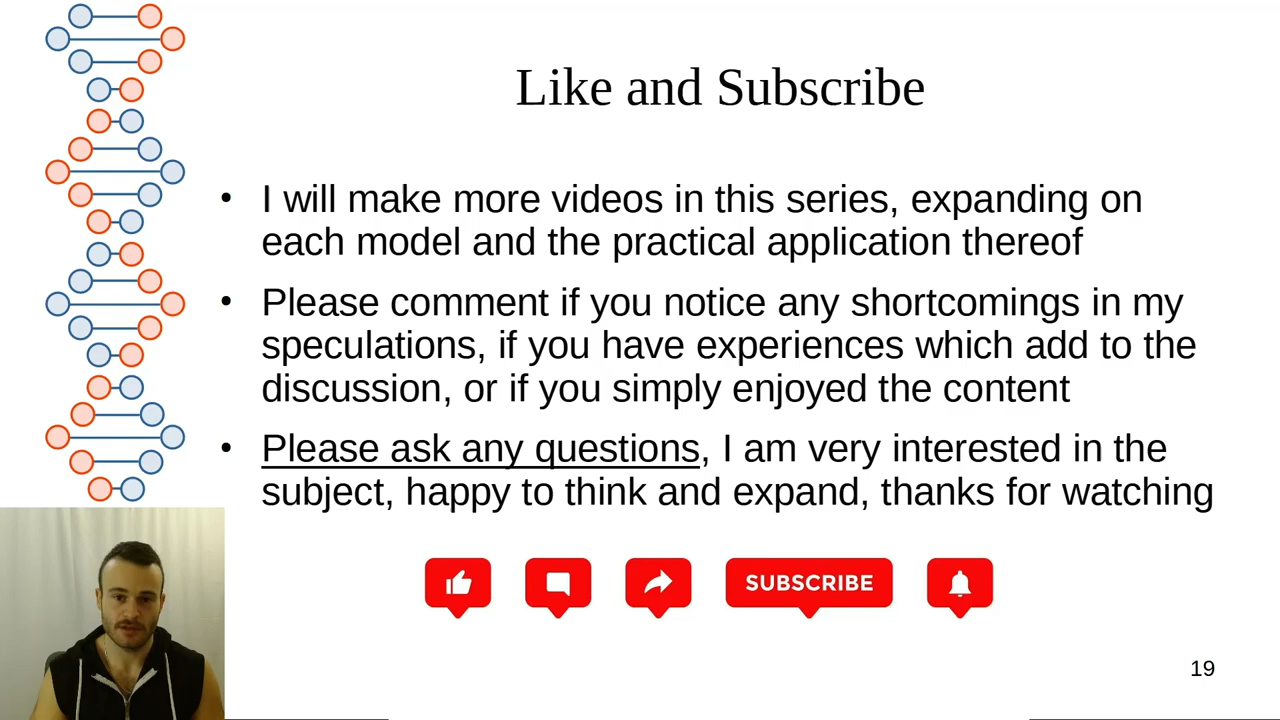 Like and Subscribe
• I will make more videos in this series, expanding on
each model and the practical application thereof
• Please comment if you notice any shortcomings in my
speculations, if you have experiences which add to the
discussion, or if you simply enjoyed the content
• Please ask any questions, I am very interested in the
subject, happy to think and expand, thanks for watching
SUBSCRIBE
19